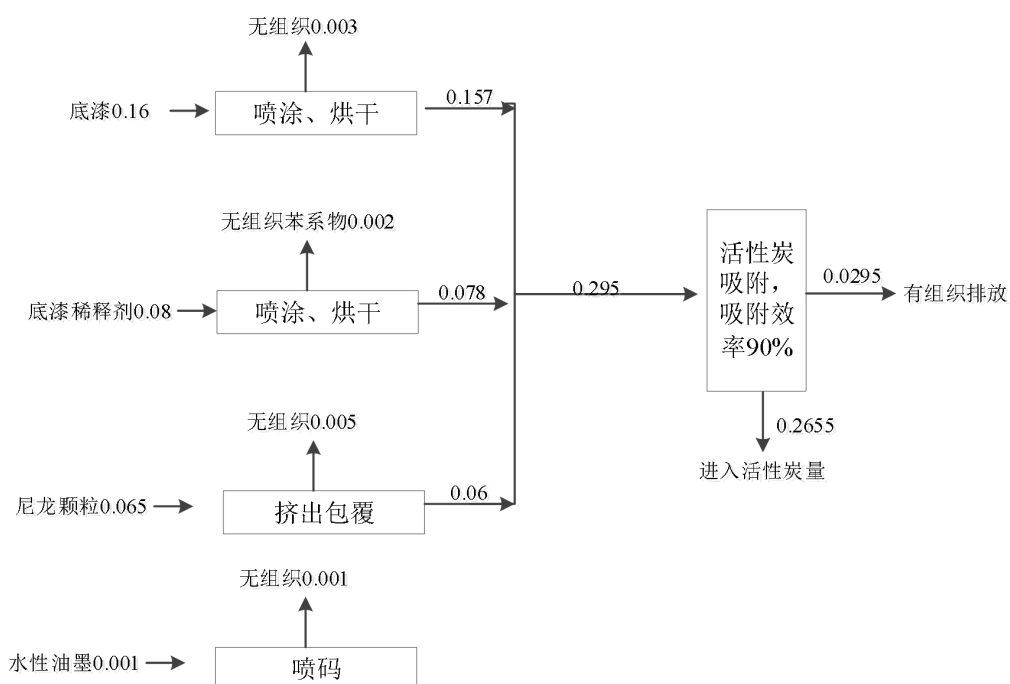 无组织0.003
底漆0.16
喷涂、烘干
0.157
无组织苯系物0.002
底漆稀释剂0.08
喷涂、烘干
0.078
0.295
活性炭
吸附，
吸附效
率90%
0.0295
有组织排放
0.2655
进入活性炭量
无组织0.005
尼龙颗粒0.065
挤出包覆
0.06
无组织0.001
水性油墨0.001
喷码